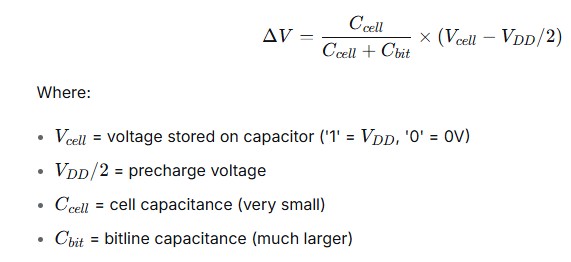 ΔV = C_cell / (C_cell + C_bit) × (V_cell − V_DD/2)
Where:
• V_cell = voltage stored on capacitor ('1' = V_DD, '0' = 0V)
• V_DD/2 = precharge voltage
• C_cell = cell capacitance (very small)
• C_bit = bitline capacitance (much larger)